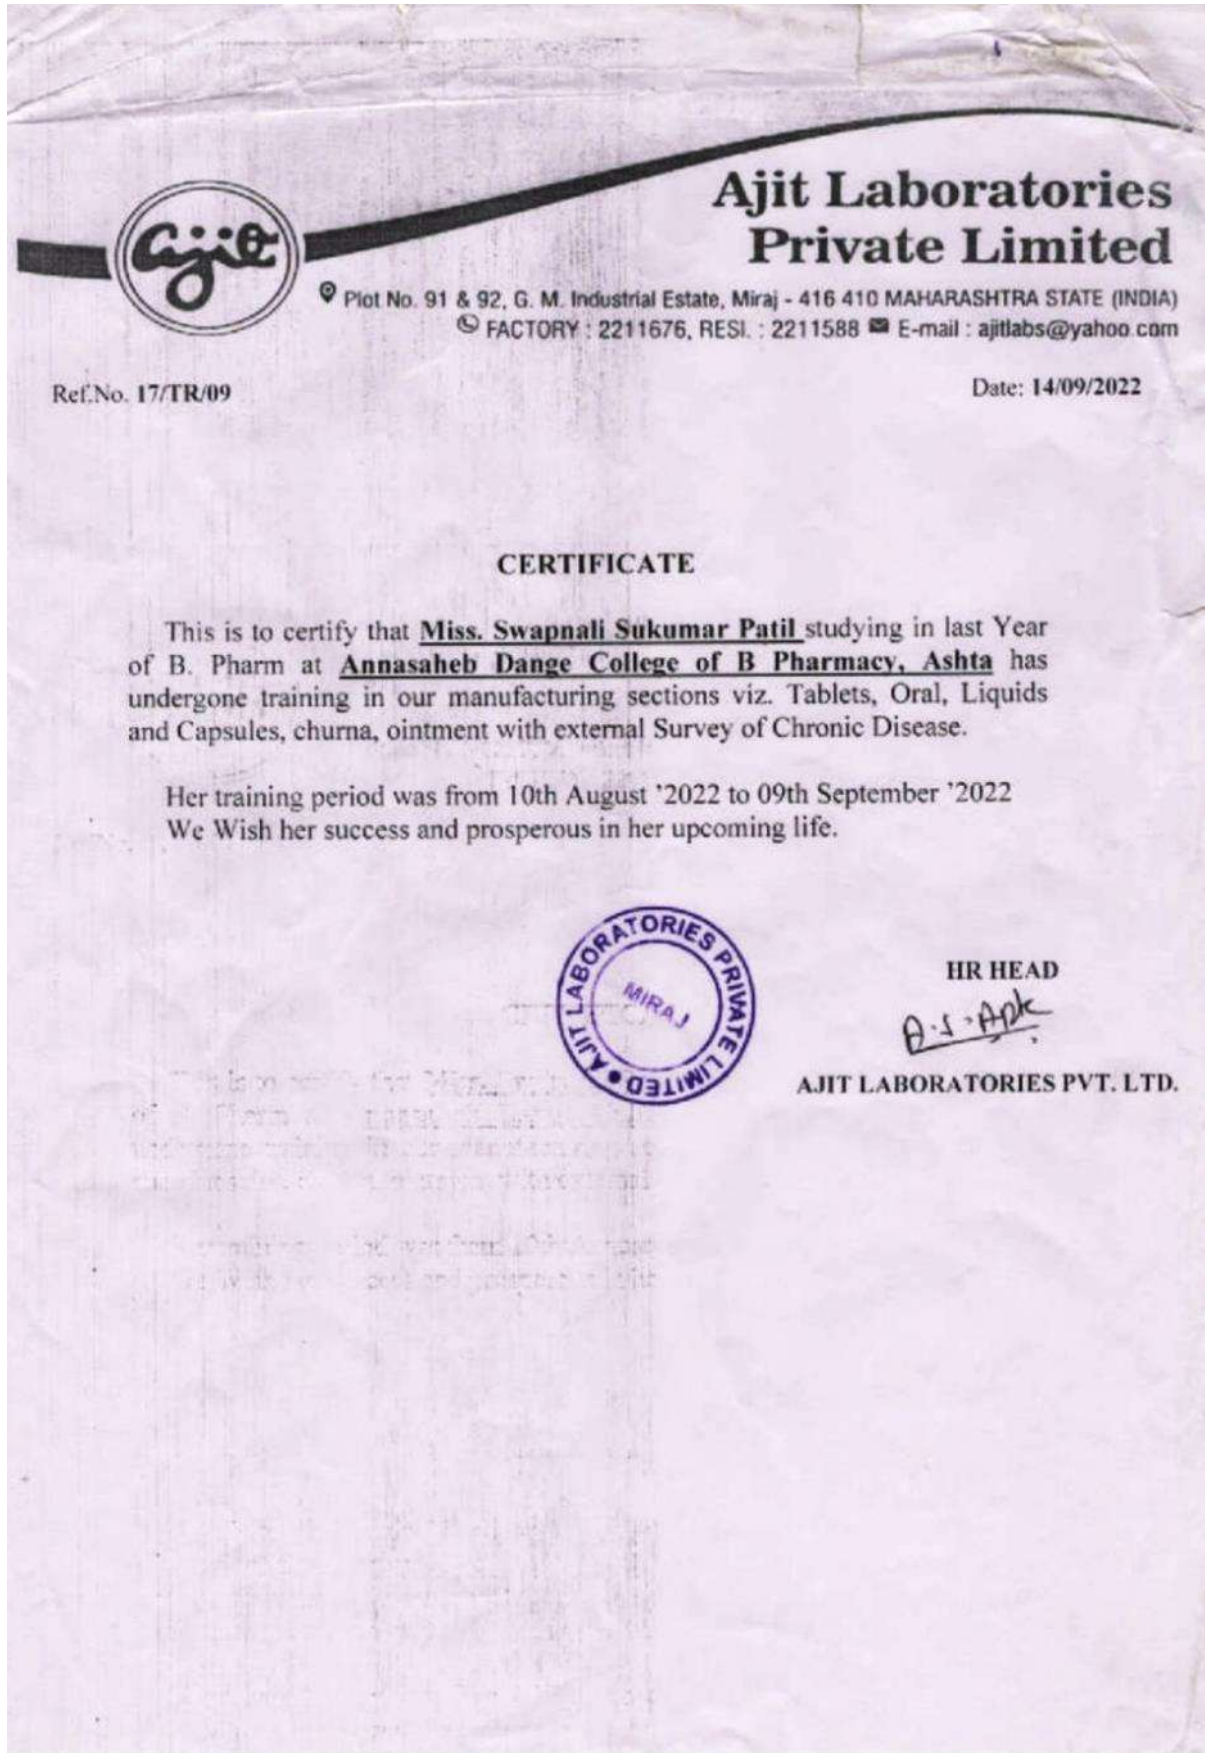 ajit
Ajit Laboratories
Private Limited
Plot No. 91 & 92, G. M. Industrial Estate, Miraj - 416 410 MAHARASHTRA STATE (INDIA)
FACTORY : 2211676, RESI. : 2211588 E-mail : ajitlabs@yahoo.com
Ref.No. 17/TR/09
Date: 14/09/2022
CERTIFICATE
This is to certify that Miss. Swapnali Sukumar Patil studying in last Year
of B. Pharm at Annasaheb Dange College of B Pharmacy, Ashta has
undergone training in our manufacturing sections viz. Tablets, Oral, Liquids
and Capsules, churna, ointment with external Survey of Chronic Disease.
Her training period was from 10th August '2022 to 09th September '2022
We Wish her success and prosperous in her upcoming life.
AJIT LABORATORIES PRIVATE LIMITED
MIRAJ
HR HEAD
AJIT LABORATORIES PVT. LTD.